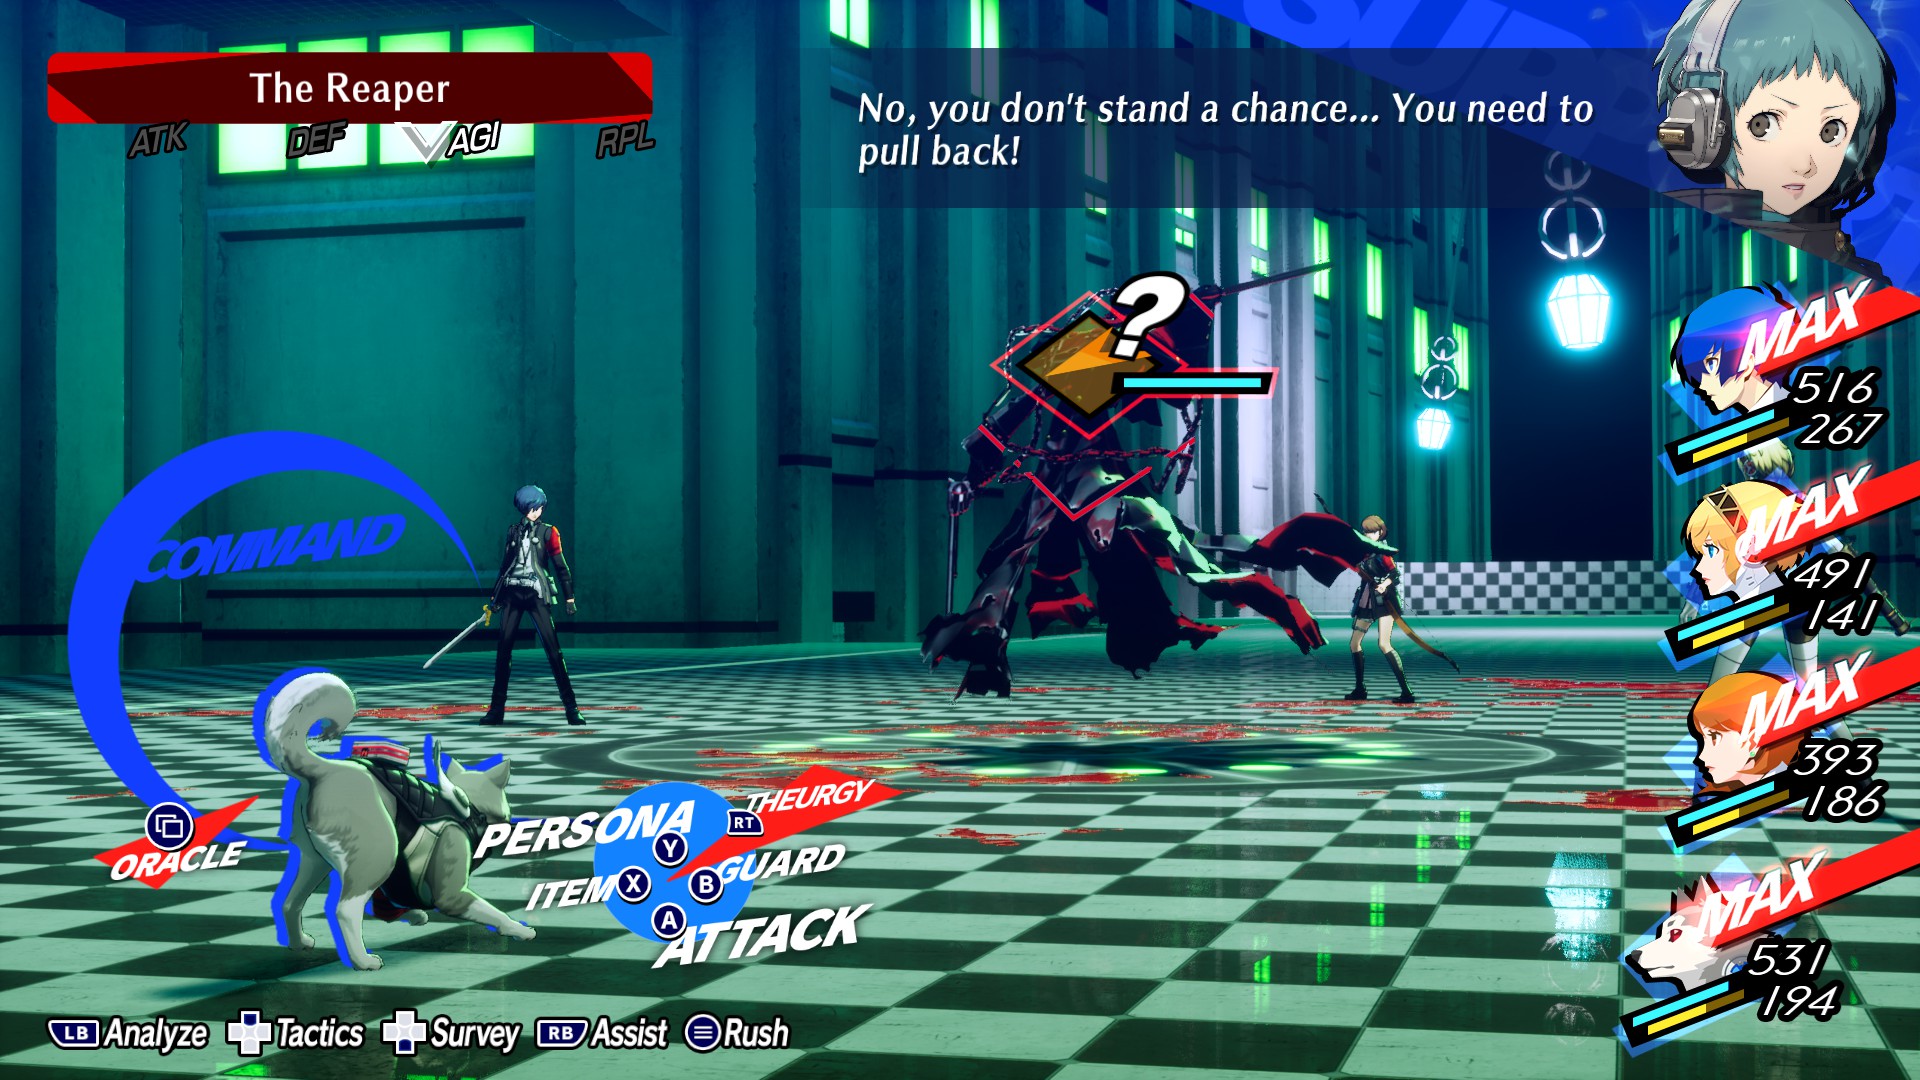 The Reaper
ATK DEF AGI RPL
No, you don't stand a chance... You need to
pull back!
?
COMMAND
MAX
516
267
MAX
491
141
MAX
393
186
MAX
531
194
ORACLE
PERSONA Y
THEURGY RT
ITEM X
B GUARD
A ATTACK
LB Analyze Tactics Survey RB Assist Rush